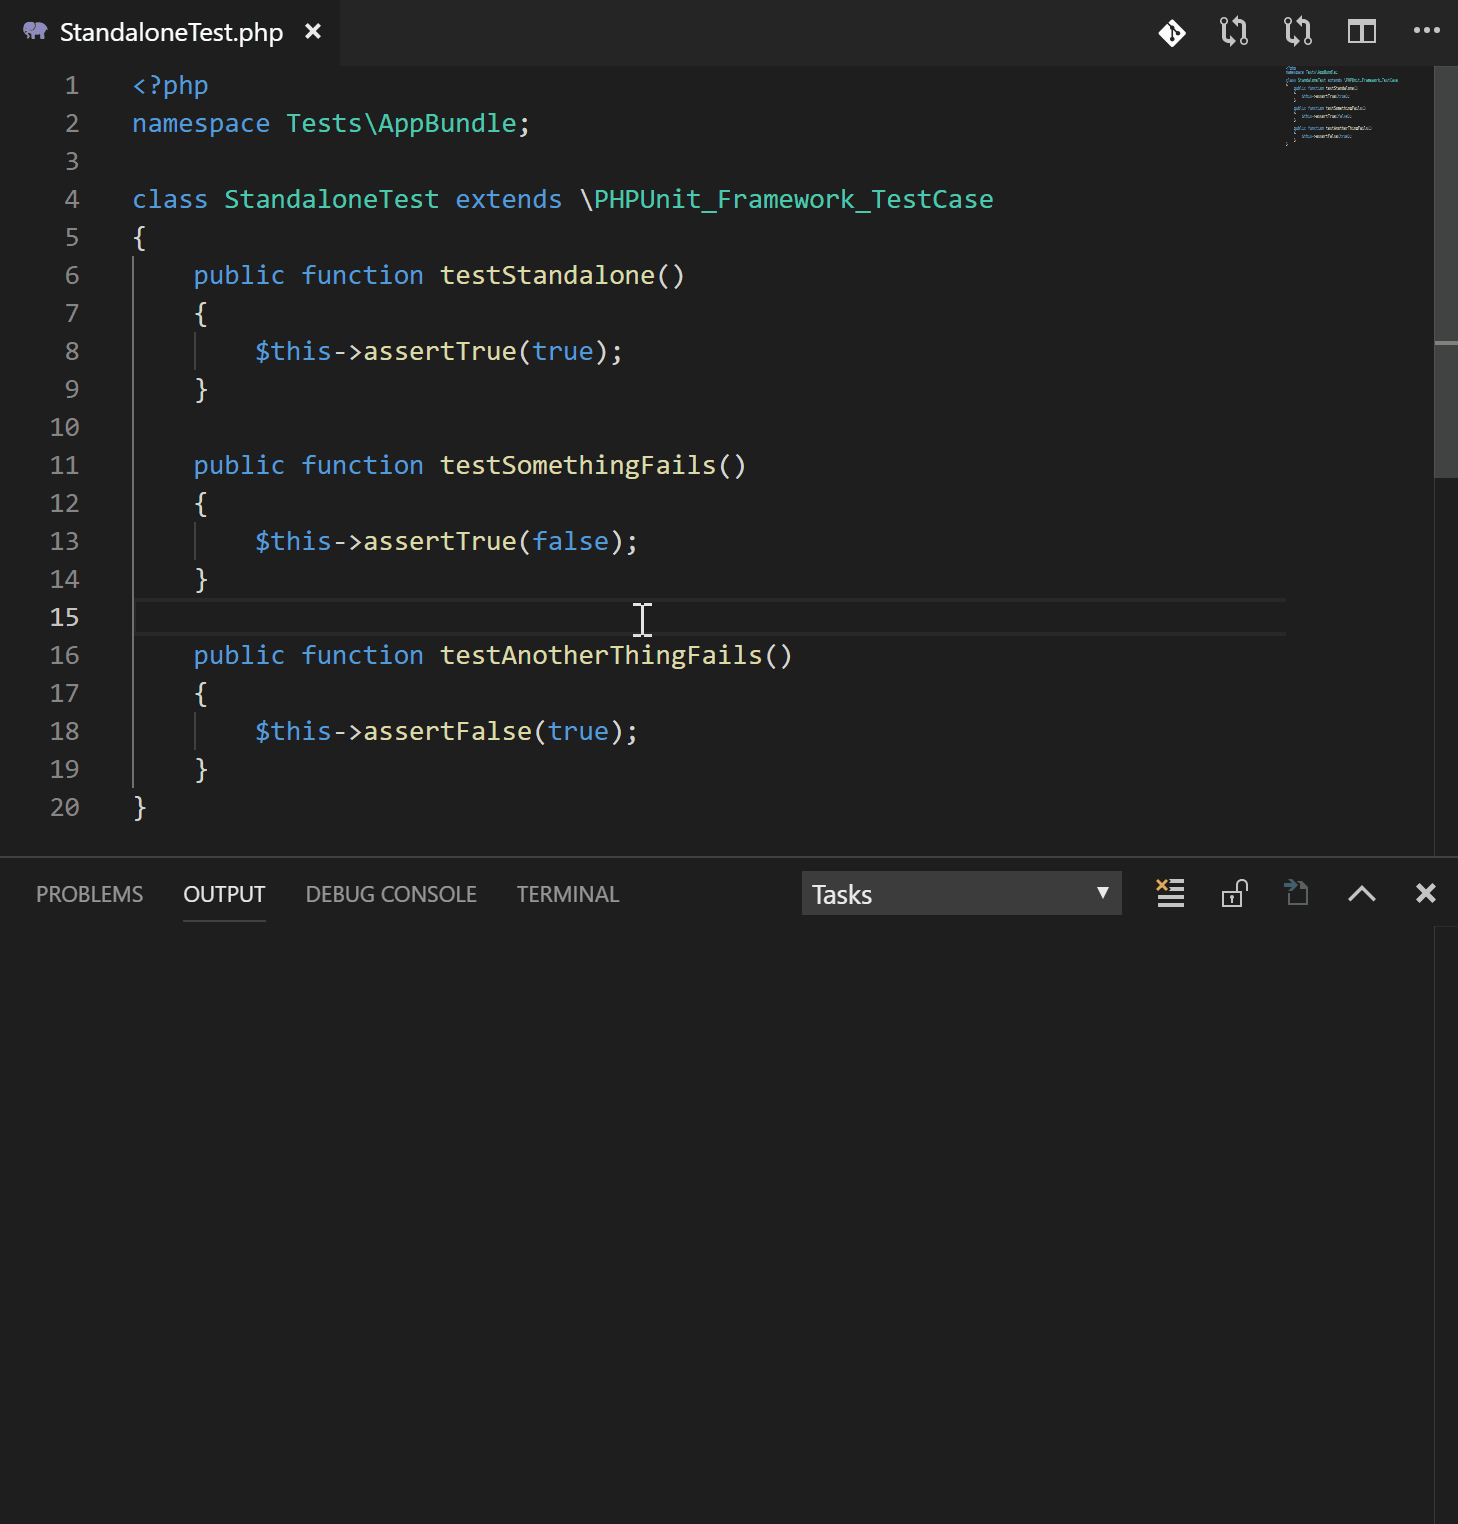 StandaloneTest.php
1 <?php
2 namespace Tests\AppBundle;
3
4 class StandaloneTest extends \PHPUnit_Framework_TestCase
5 {
6     public function testStandalone()
7     {
8         $this->assertTrue(true);
9     }
10
11     public function testSomethingFails()
12     {
13         $this->assertTrue(false);
14     }
15
16     public function testAnotherThingFails()
17     {
18         $this->assertFalse(true);
19     }
20 }
PROBLEMS OUTPUT DEBUG CONSOLE TERMINAL Tasks